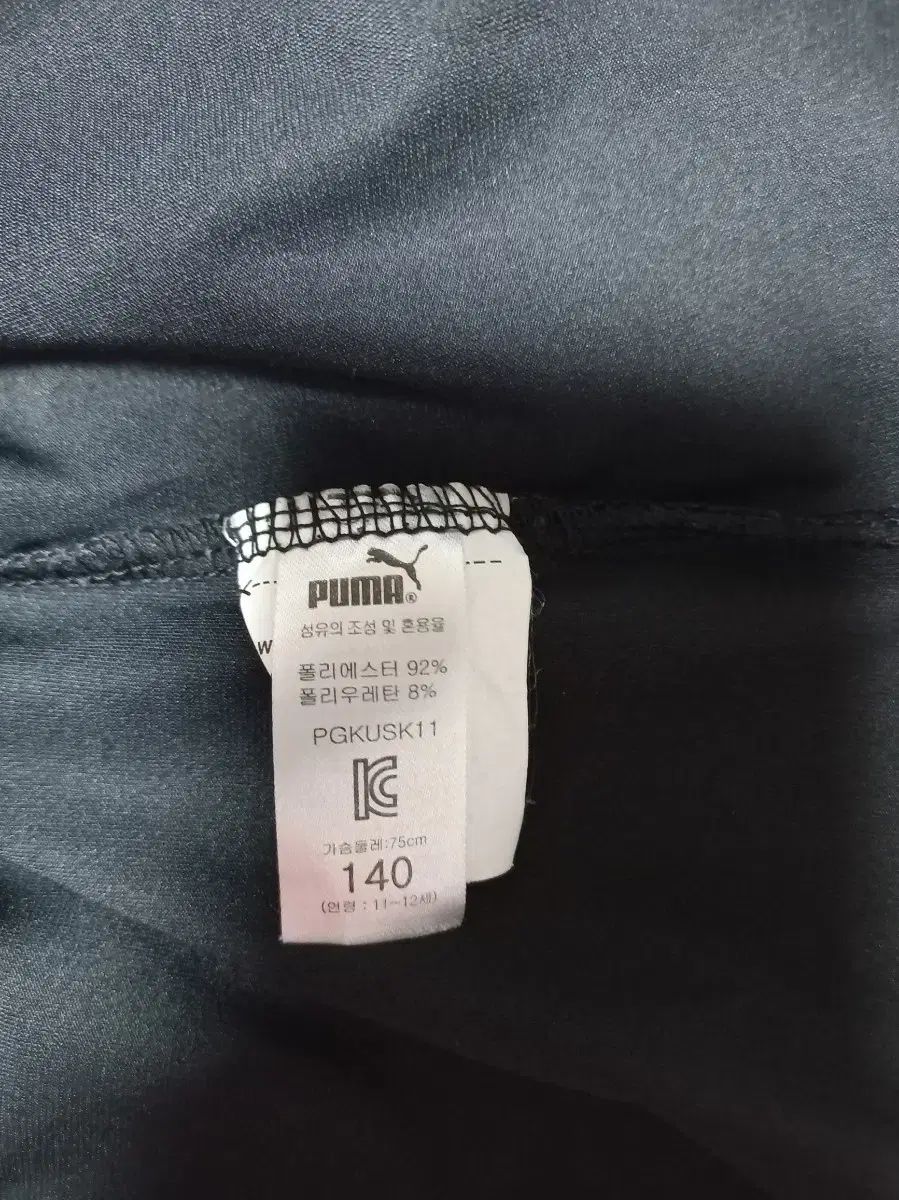 PUMA®
섬유의 조성 및 혼용율
W
폴리에스터 92%
폴리우레탄 8%
PGKUSK11
KC
가슴둘레:75cm
140
(연령 : 11~12세)